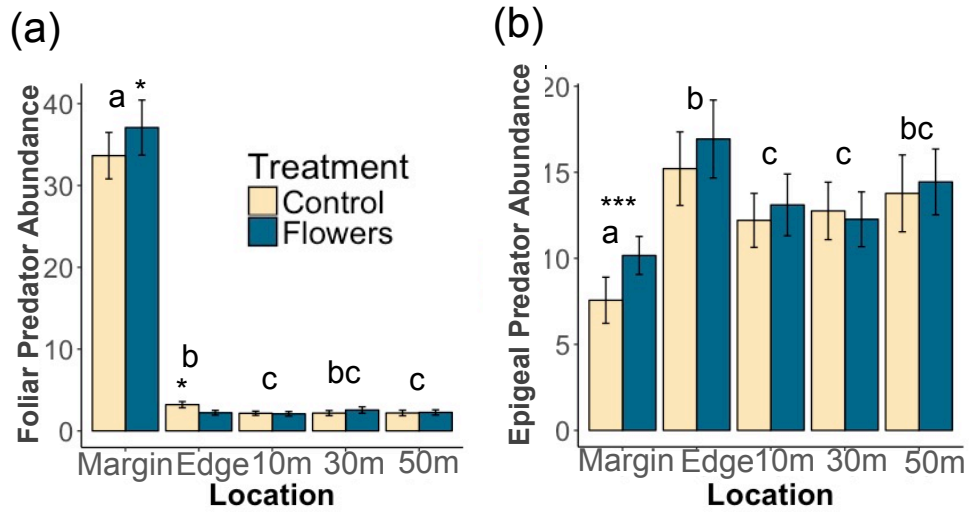 (a)
Foliar Predator Abundance
40
30
20
10
0
a *
b
*
c
bc
c
Treatment
Control
Flowers
Margin Edge 10m 30m 50m
Location
(b)
Epigeal Predator Abundance
20
15
10
5
0
***
a
b
c
c
bc
Margin Edge 10m 30m 50m
Location